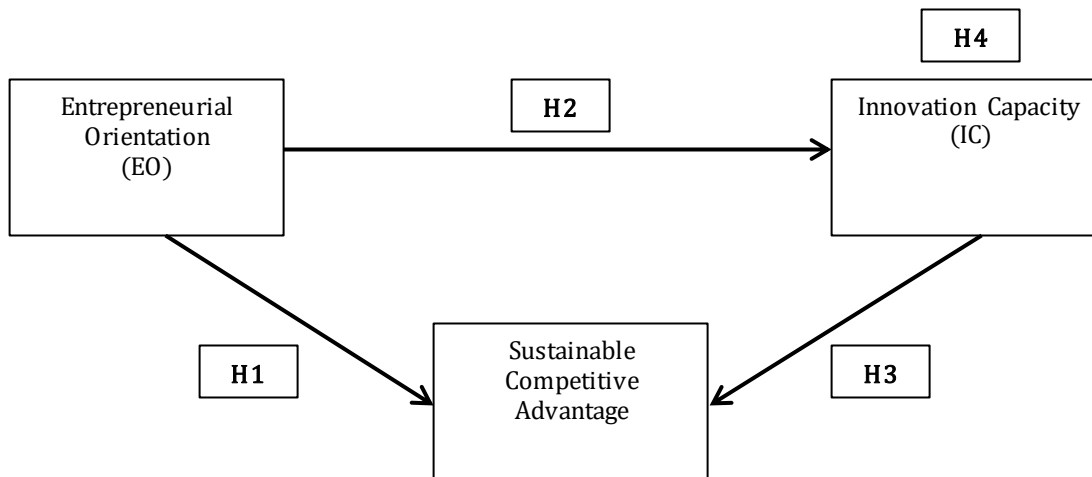 H4
Entrepreneurial
Orientation
(EO)
H2
Innovation Capacity
(IC)
H1
Sustainable
Competitive
Advantage
H3